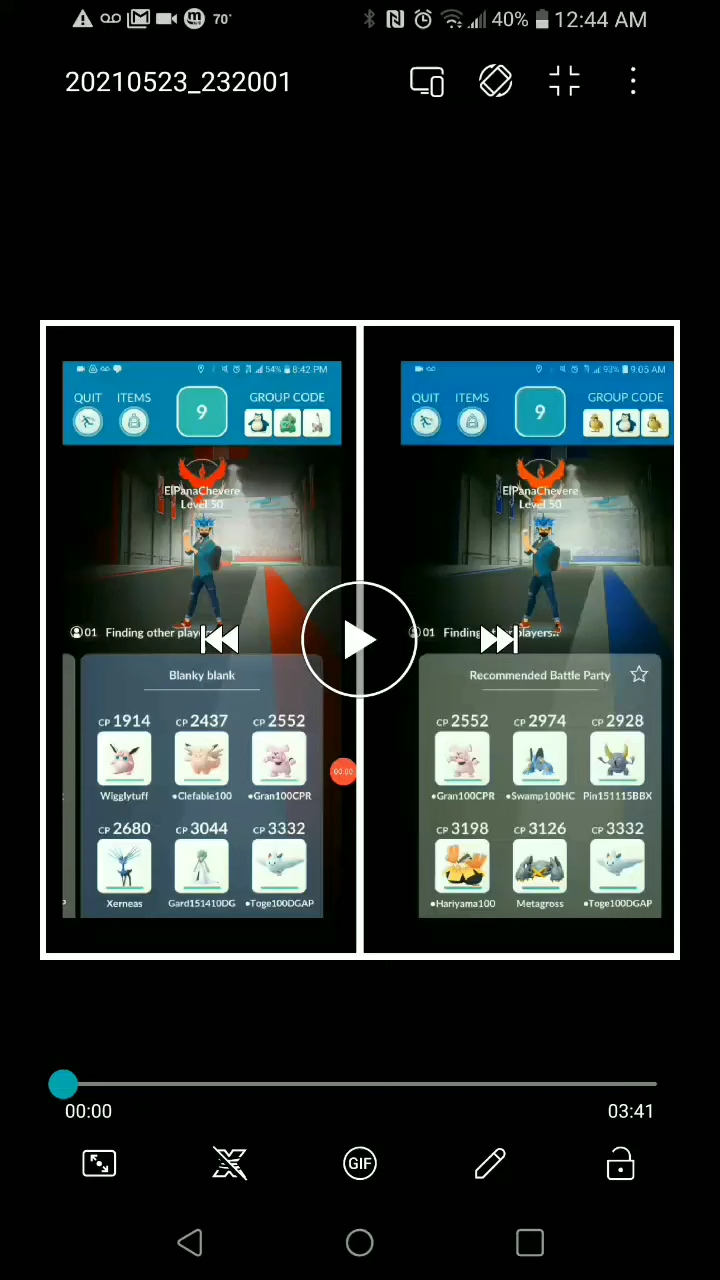 70° 40% 12:44 AM
20210523_232001
54% 8:42 PM
QUIT ITEMS 9 GROUP CODE
ElPanaChevere
Level 50
01 Finding other
Blanky blank
CP 1914 CP 2437 CP 2552
Wigglytuff •Clefable100 •Gran100CPR
CP 2680 CP 3044 CP 3332
Xerneas Gard151410DG •Toge100DGAP
93% 9:05 AM
QUIT ITEMS 9 GROUP CODE
ElPanaChevere
Level 50
01 Finding players..
Recommended Battle Party
CP 2552 CP 2974 CP 2928
•Gran100CPR •Swamp100HC Pin151115BBX
CP 3198 CP 3126 CP 3332
•Hariyama100 Metagross •Toge100DGAP
00:00
00:00 03:41
GIF